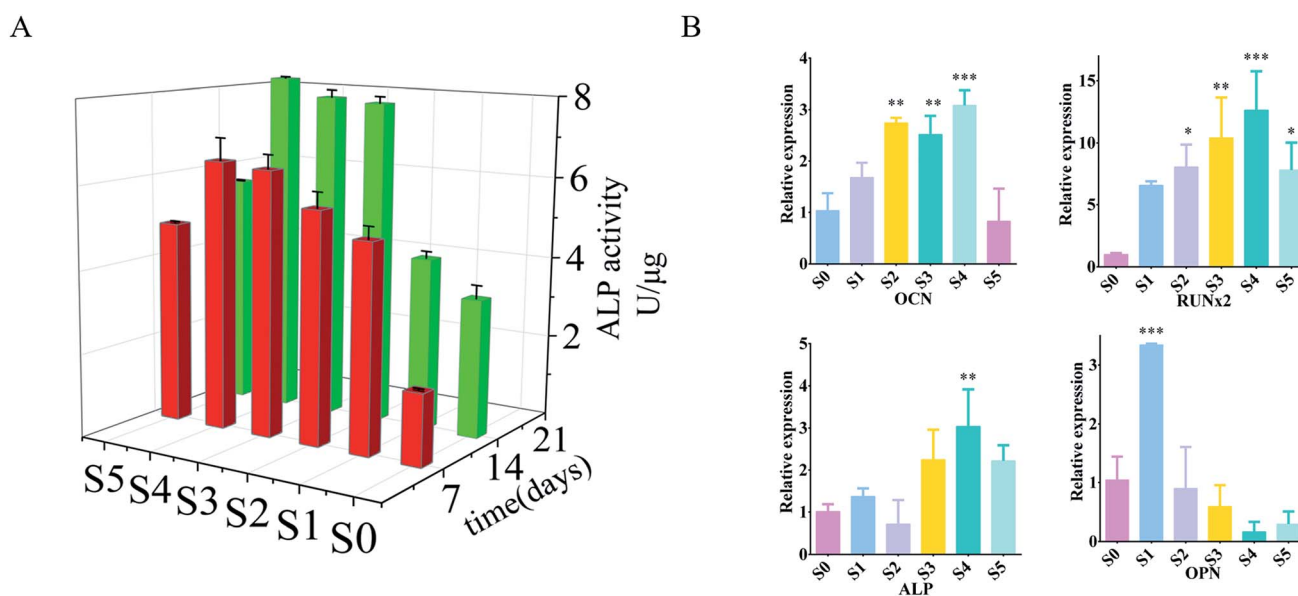 A
B
8
6
4
2
ALP activity
U/μg
S5
S4
S3
S2
S1
S0
7
14
21
time(days)
Relative expression
4
3
2
1
0
**
**
***
S0
S1
S2
S3
S4
S5
OCN
Relative expression
15
10
5
0
*
**
***
*
S0
S1
S2
S3
S4
S5
RUNx2
Relative expression
5
4
3
2
1
0
**
S0
S1
S2
S3
S4
S5
ALP
Relative expression
3
2
1
0
***
S0
S1
S2
S3
S4
S5
OPN